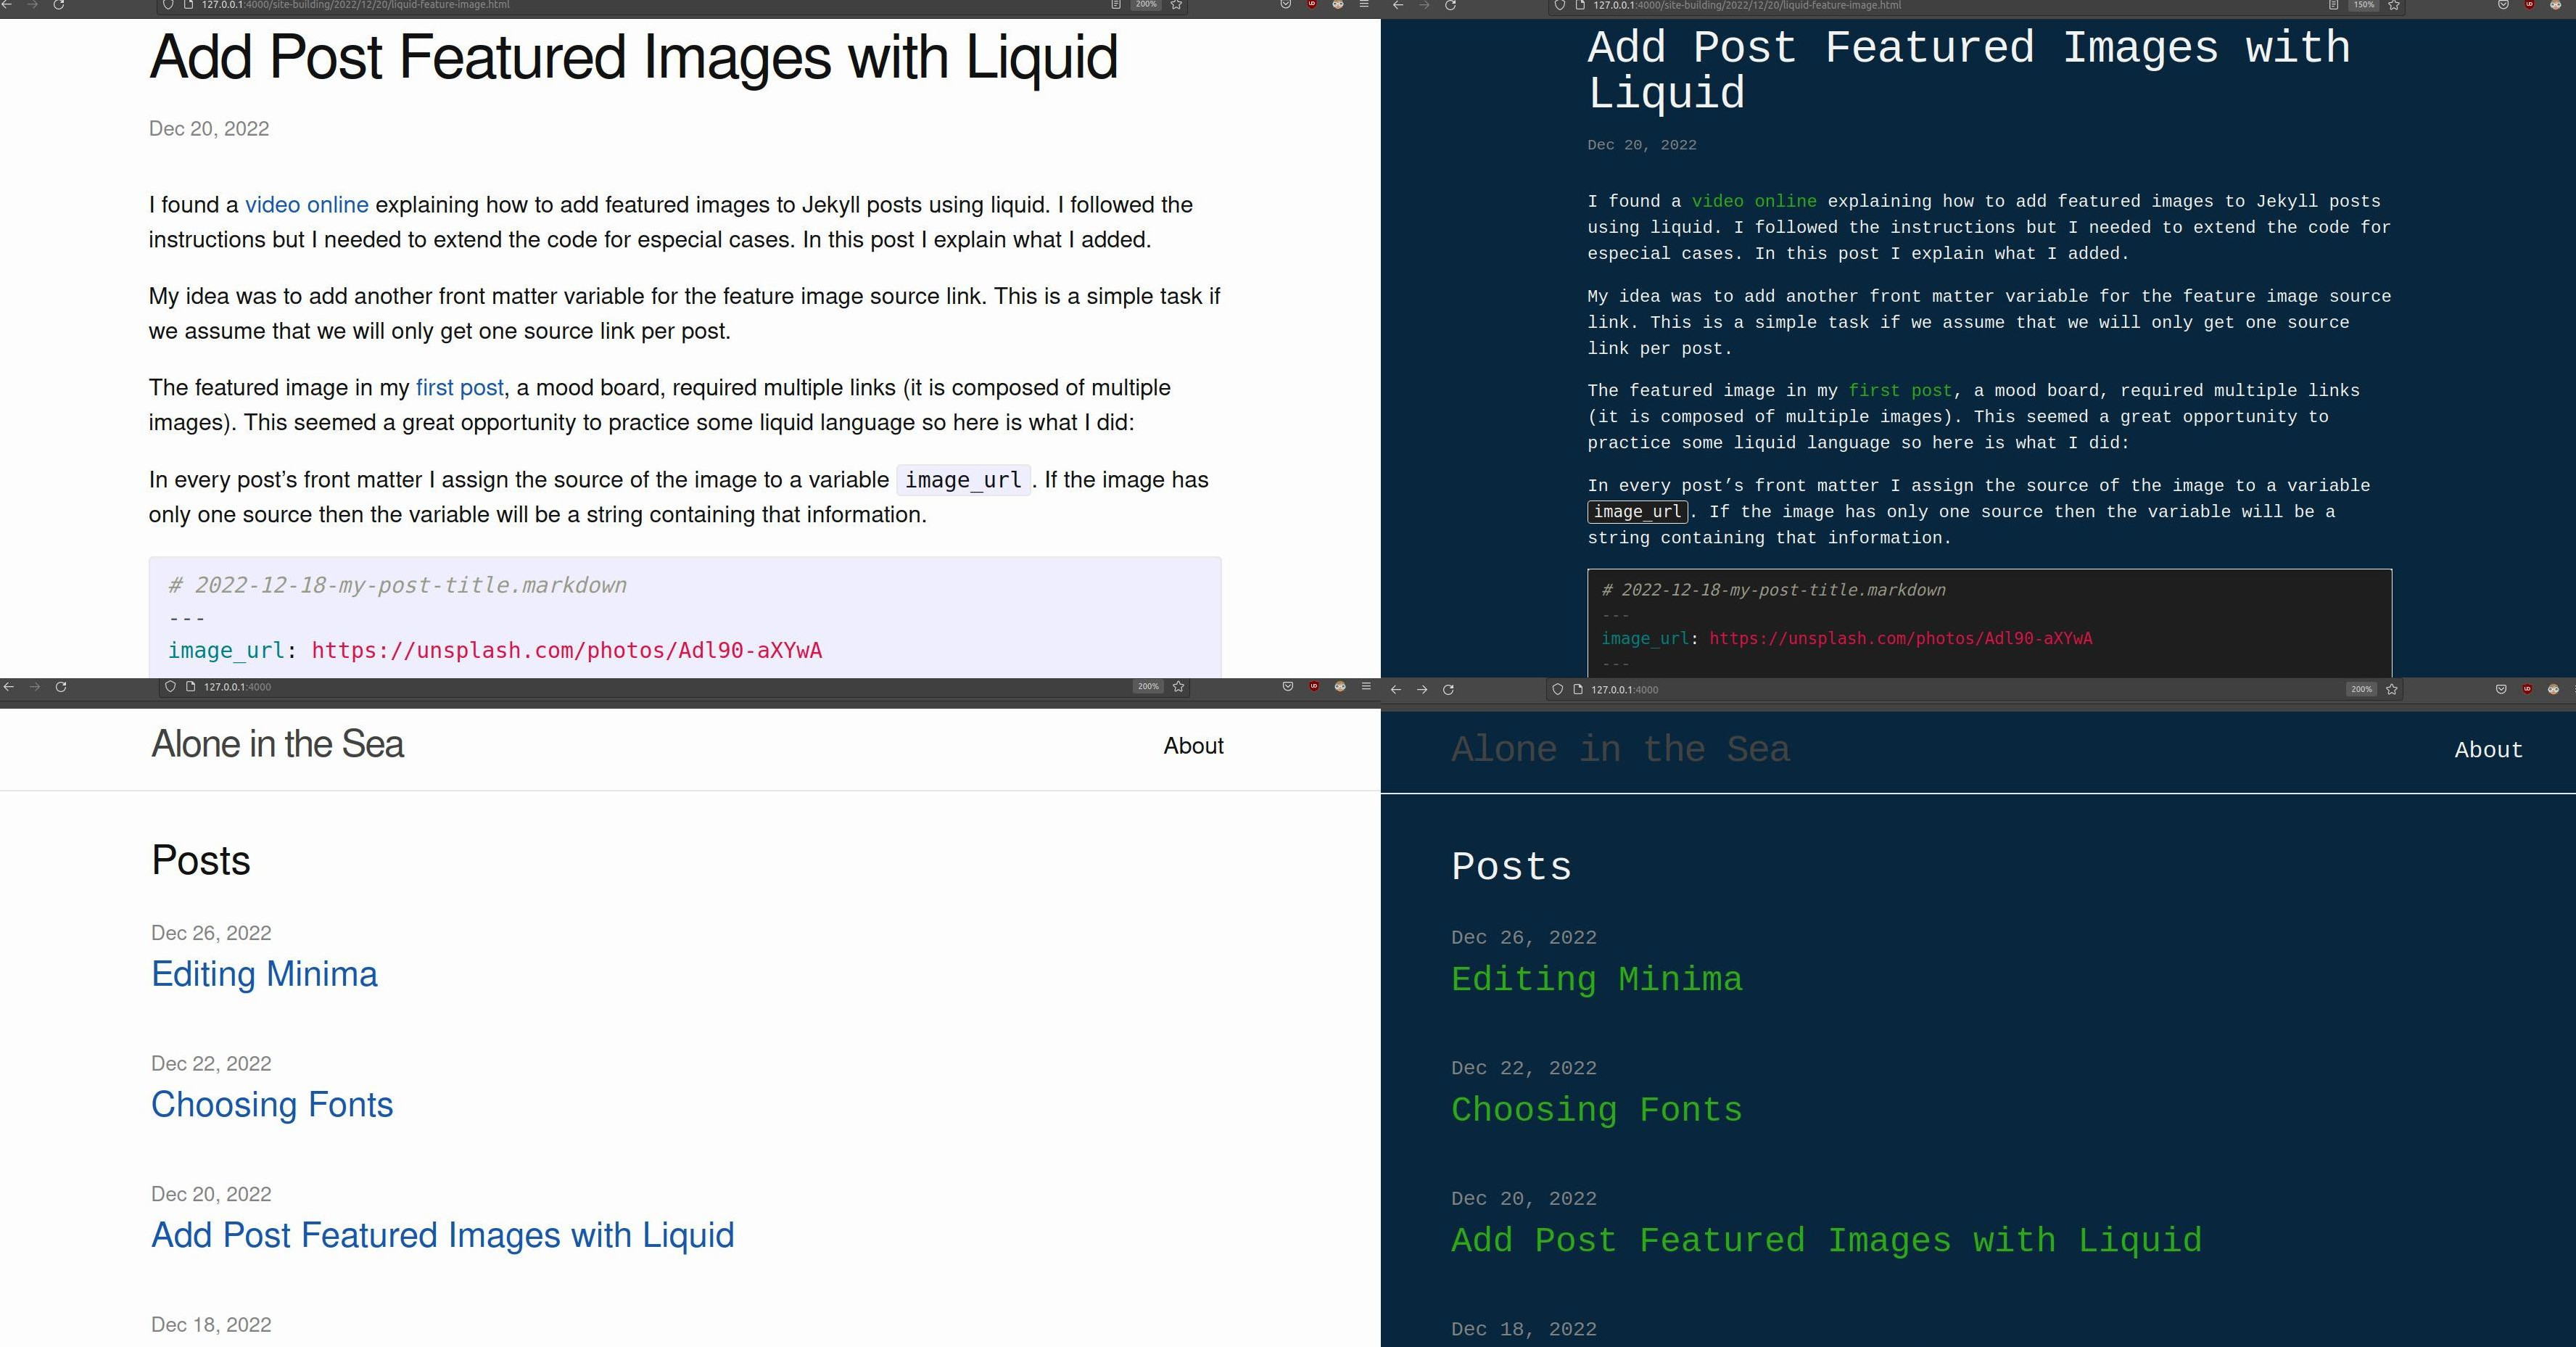 127.0.0.1:4000/site-building/2022/12/20/liquid-feature-image.html
200%
Add Post Featured Images with Liquid
Dec 20, 2022
I found a video online explaining how to add featured images to Jekyll posts using liquid. I followed the
instructions but I needed to extend the code for especial cases. In this post I explain what I added.
My idea was to add another front matter variable for the feature image source link. This is a simple task if
we assume that we will only get one source link per post.
The featured image in my first post, a mood board, required multiple links (it is composed of multiple
images). This seemed a great opportunity to practice some liquid language so here is what I did:
In every post’s front matter I assign the source of the image to a variable image_url. If the image has
only one source then the variable will be a string containing that information.
# 2022-12-18-my-post-title.markdown
---
image_url: https://unsplash.com/photos/Adl90-aXYwA
127.0.0.1:4000/site-building/2022/12/20/liquid-feature-image.html
150%
Add Post Featured Images with
Liquid
Dec 20, 2022
I found a video online explaining how to add featured images to Jekyll posts
using liquid. I followed the instructions but I needed to extend the code for
especial cases. In this post I explain what I added.
My idea was to add another front matter variable for the feature image source
link. This is a simple task if we assume that we will only get one source
link per post.
The featured image in my first post, a mood board, required multiple links
(it is composed of multiple images). This seemed a great opportunity to
practice some liquid language so here is what I did:
In every post’s front matter I assign the source of the image to a variable
image_url. If the image has only one source then the variable will be a
string containing that information.
# 2022-12-18-my-post-title.markdown
---
image_url: https://unsplash.com/photos/Adl90-aXYwA
---
127.0.0.1:4000
200%
Alone in the Sea
About
Posts
Dec 26, 2022
Editing Minima
Dec 22, 2022
Choosing Fonts
Dec 20, 2022
Add Post Featured Images with Liquid
Dec 18, 2022
127.0.0.1:4000
200%
Alone in the Sea
About
Posts
Dec 26, 2022
Editing Minima
Dec 22, 2022
Choosing Fonts
Dec 20, 2022
Add Post Featured Images with Liquid
Dec 18, 2022